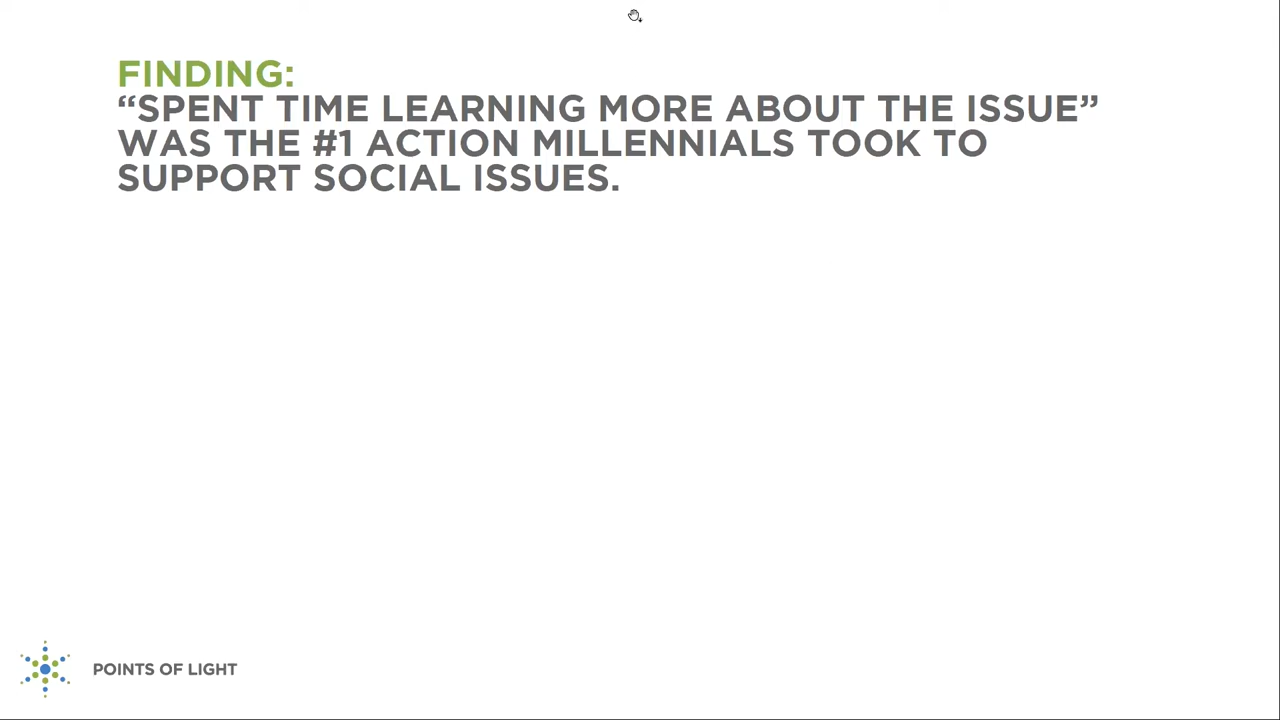 FINDING:
“SPENT TIME LEARNING MORE ABOUT THE ISSUE”
WAS THE #1 ACTION MILLENNIALS TOOK TO
SUPPORT SOCIAL ISSUES.
POINTS OF LIGHT